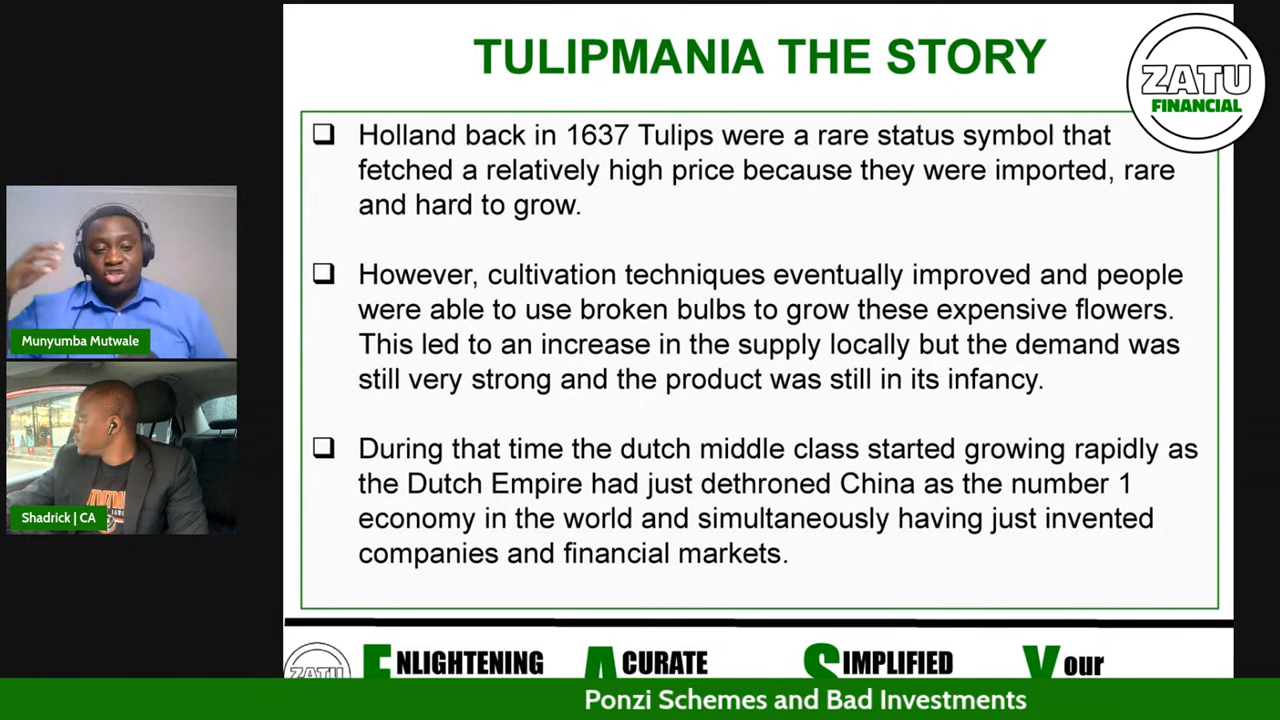 TULIPMANIA THE STORY
ZATU
FINANCIAL
Holland back in 1637 Tulips were a rare status symbol that
fetched a relatively high price because they were imported, rare
and hard to grow.
However, cultivation techniques eventually improved and people
were able to use broken bulbs to grow these expensive flowers.
This led to an increase in the supply locally but the demand was
still very strong and the product was still in its infancy.
During that time the dutch middle class started growing rapidly as
the Dutch Empire had just dethroned China as the number 1
economy in the world and simultaneously having just invented
companies and financial markets.
Munyumba Mutwale
Shadrick | CA
ZATU
ENLIGHTENING ACURATE SIMPLIFIED YOUR
Ponzi Schemes and Bad Investments